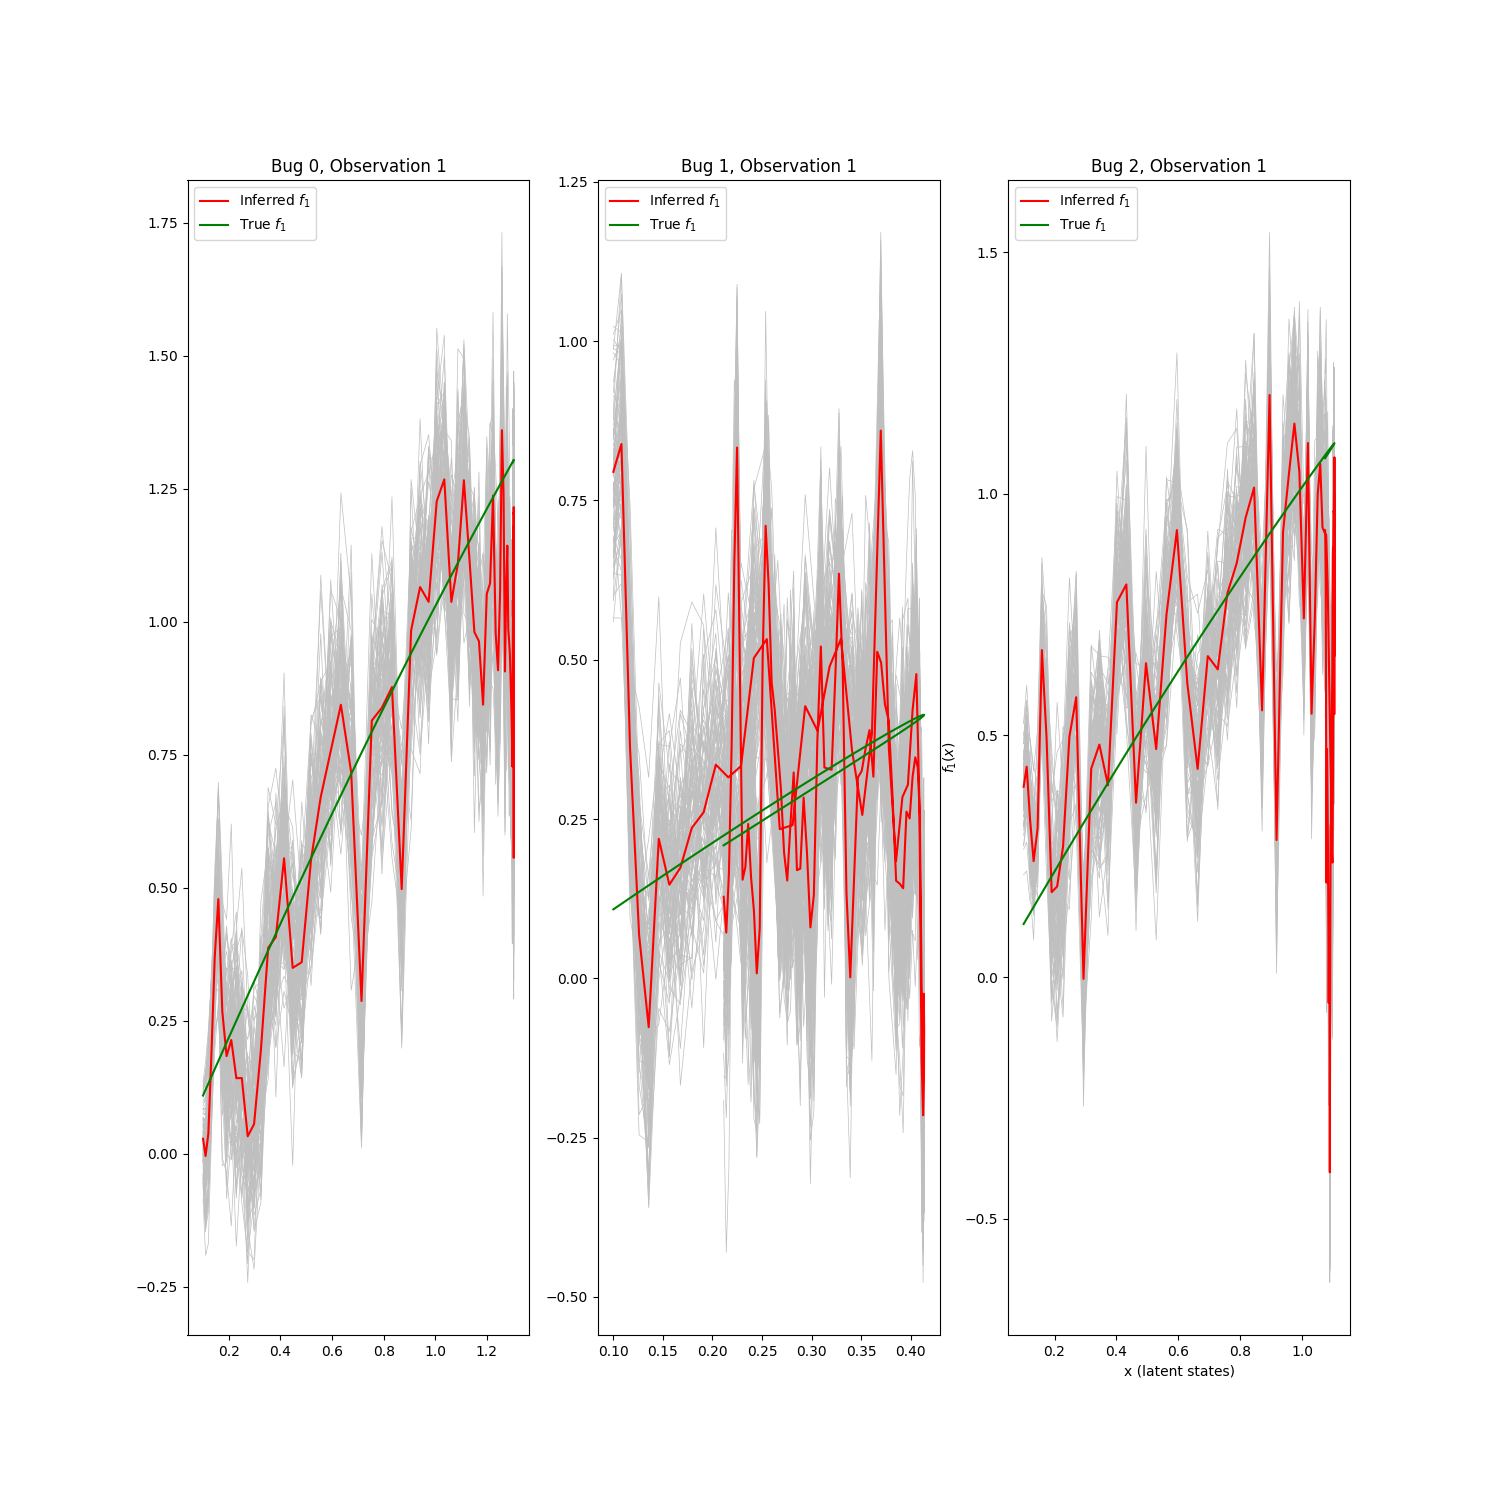 Bug 0, Observation 1
Inferred f₁
True f₁
1.75
1.50
1.25
1.00
0.75
0.50
0.25
0.00
−0.25
0.2 0.4 0.6 0.8 1.0 1.2
Bug 1, Observation 1
Inferred f₁
True f₁
1.25
1.00
0.75
0.50
0.25
0.00
−0.25
−0.50
0.10 0.15 0.20 0.25 0.30 0.35 0.40
Bug 2, Observation 1
Inferred f₁
True f₁
f₁(x)
1.5
1.0
0.5
0.0
−0.5
0.2 0.4 0.6 0.8 1.0
x (latent states)